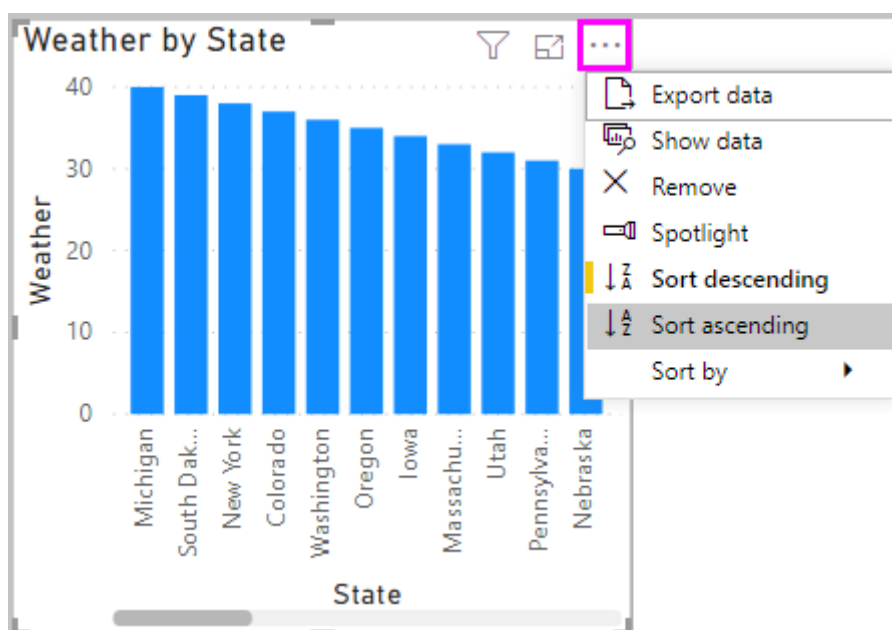 Weather by State
...
Export data
Show data
Remove
Spotlight
Sort descending
Sort ascending
Sort by
Weather
40
30
20
10
0
Michigan
South Dak...
New York
Colorado
Washington
Oregon
Iowa
Massachu...
Utah
Pennsylva...
Nebraska
State